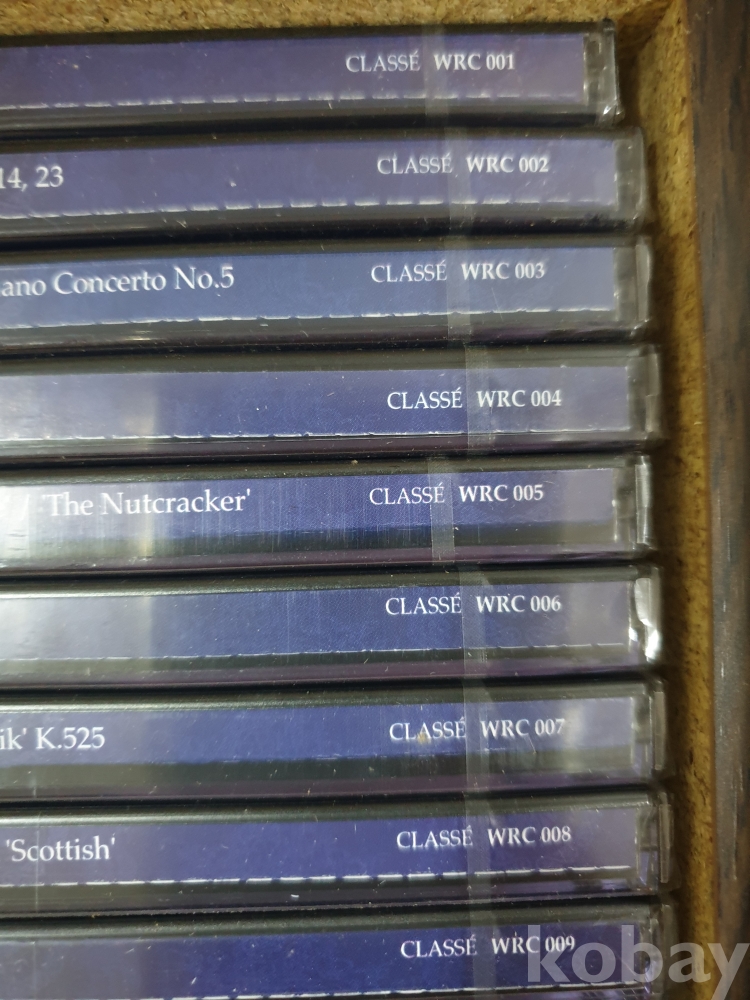 CLASSÉ WRC 001
14, 23 CLASSÉ WRC 002
ano Concerto No.5 CLASSÉ WRC 003
CLASSÉ WRC 004
'The Nutcracker' CLASSÉ WRC 005
CLASSÉ WRC 006
ik' K.525 CLASSÉ WRC 007
'Scottish' CLASSÉ WRC 008
CLASSÉ WRC 009
kobay